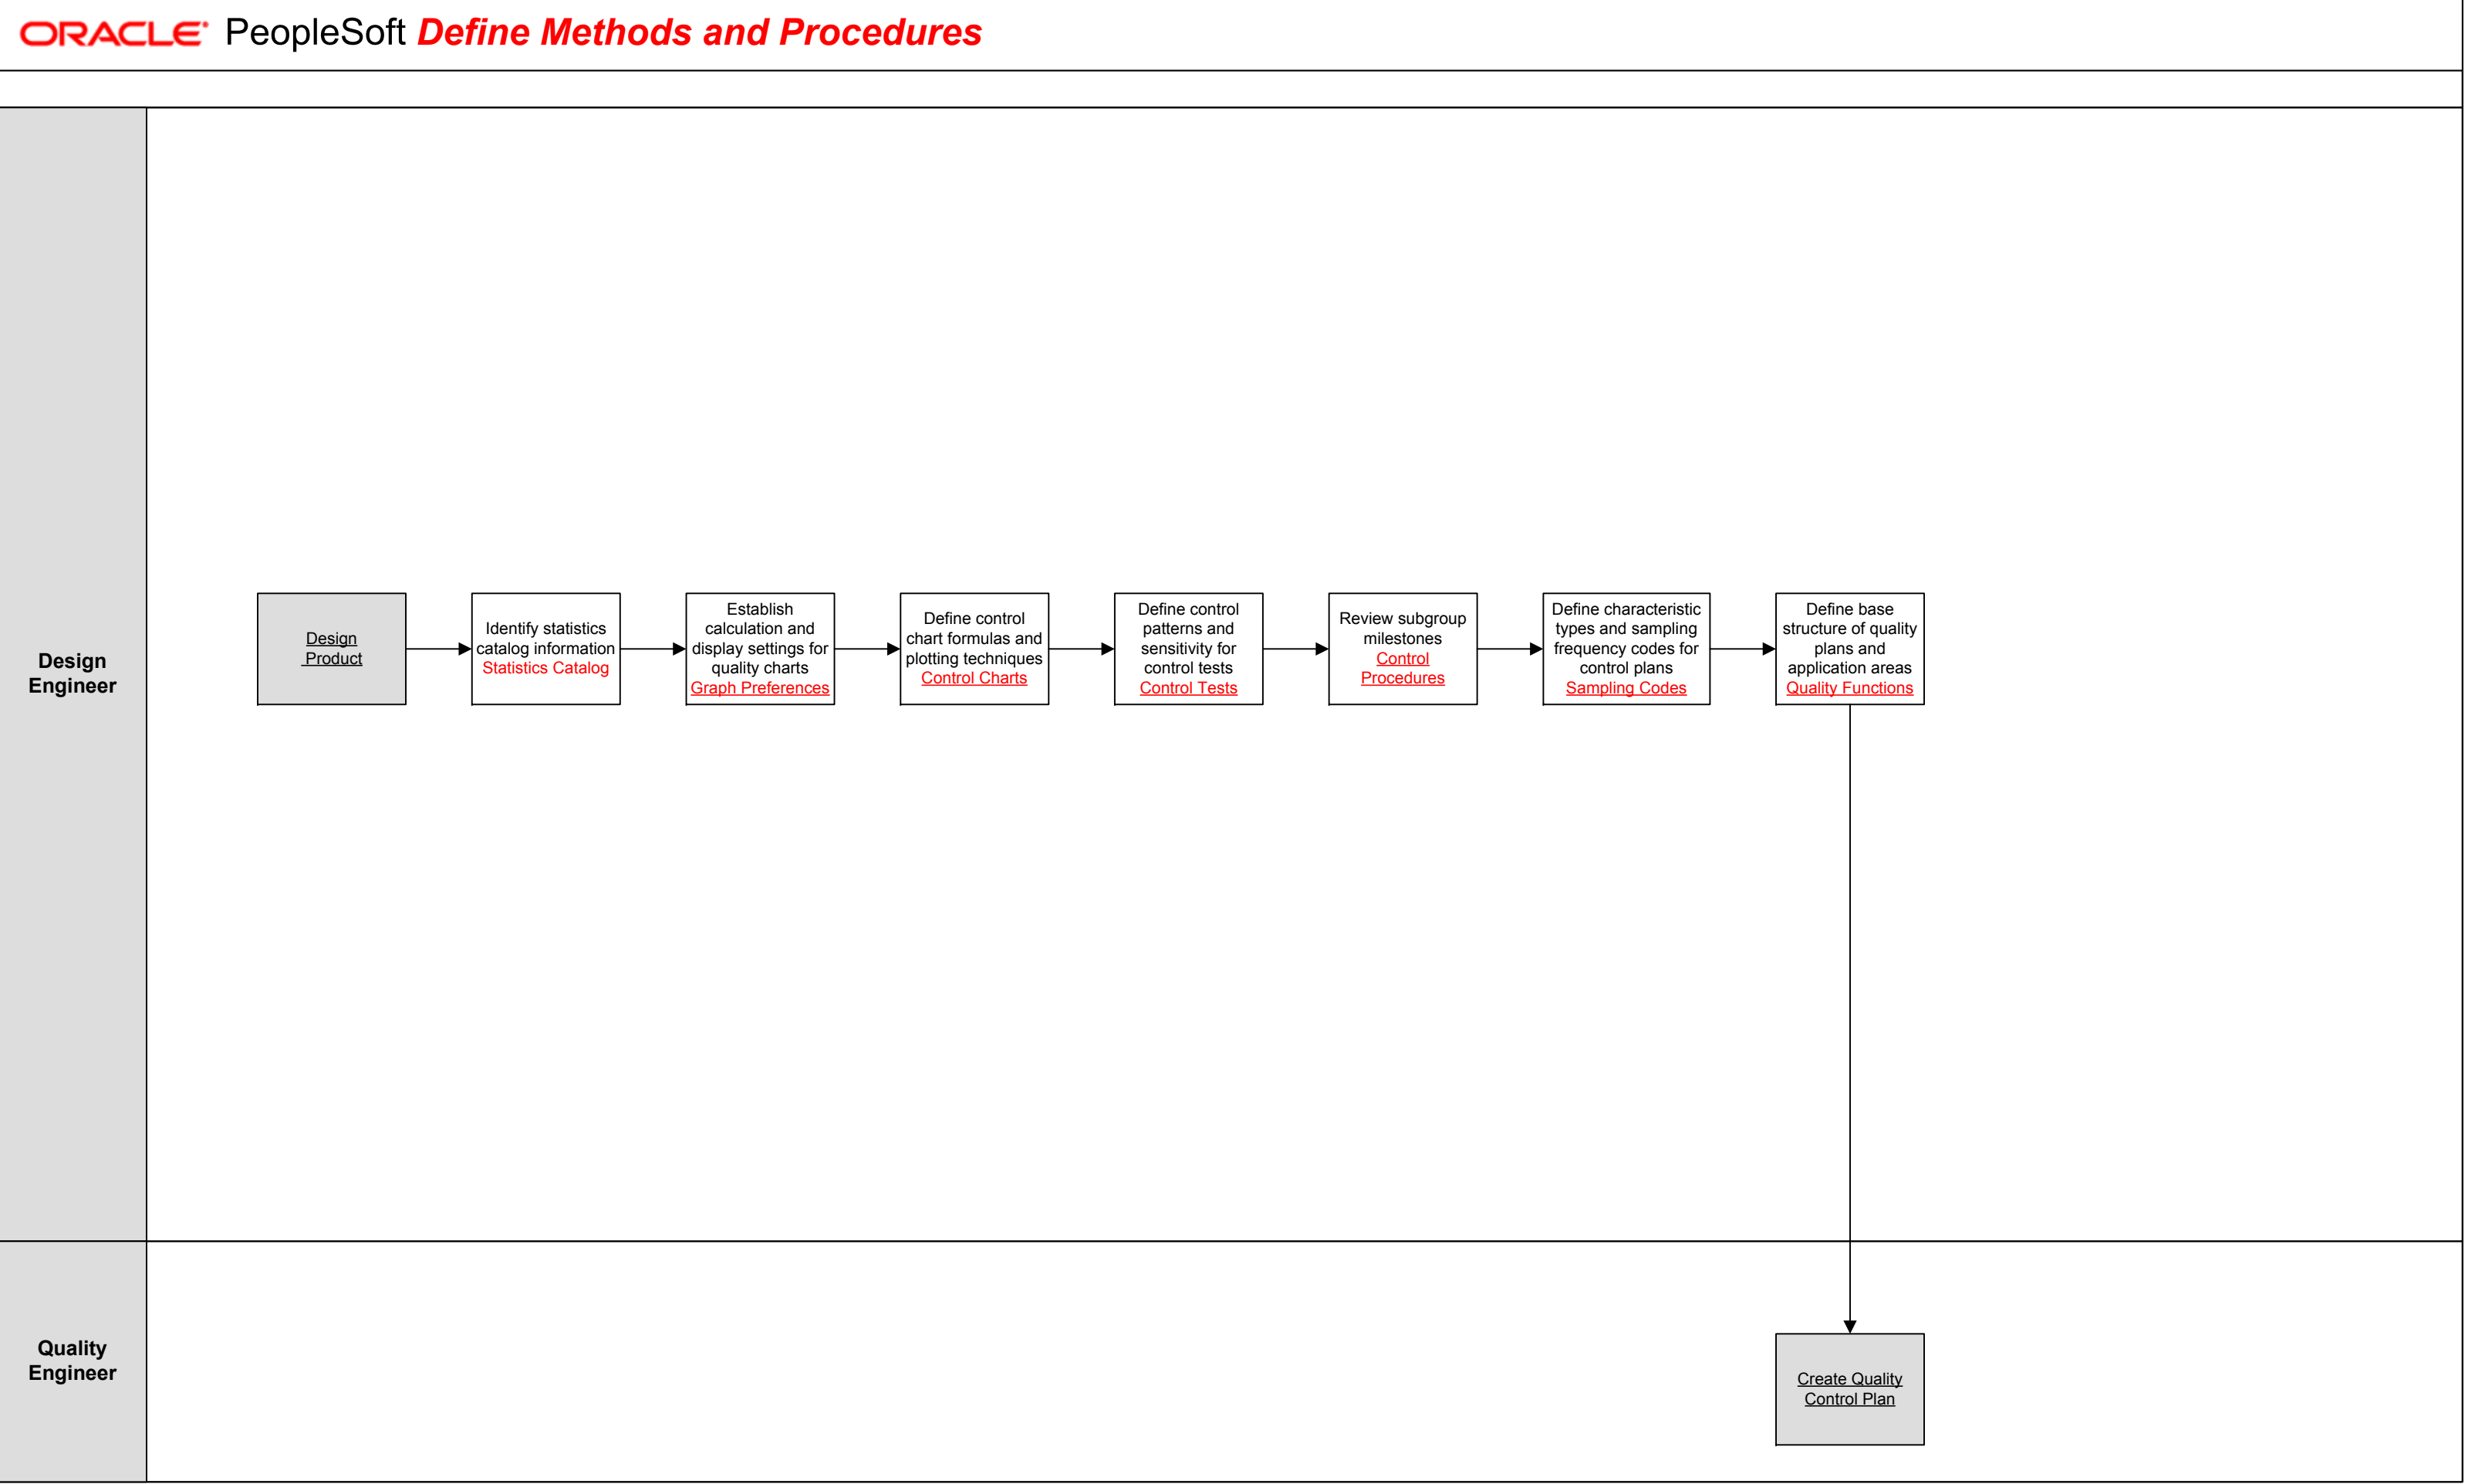 ORACLE PeopleSoft Define Methods and Procedures
Design
Engineer
Design
Product
Identify statistics
catalog information
Statistics Catalog
Establish
calculation and
display settings for
quality charts
Graph Preferences
Define control
chart formulas and
plotting techniques
Control Charts
Define control
patterns and
sensitivity for
control tests
Control Tests
Review subgroup
milestones
Control
Procedures
Define characteristic
types and sampling
frequency codes for
control plans
Sampling Codes
Define base
structure of quality
plans and
application areas
Quality Functions
Quality
Engineer
Create Quality
Control Plan